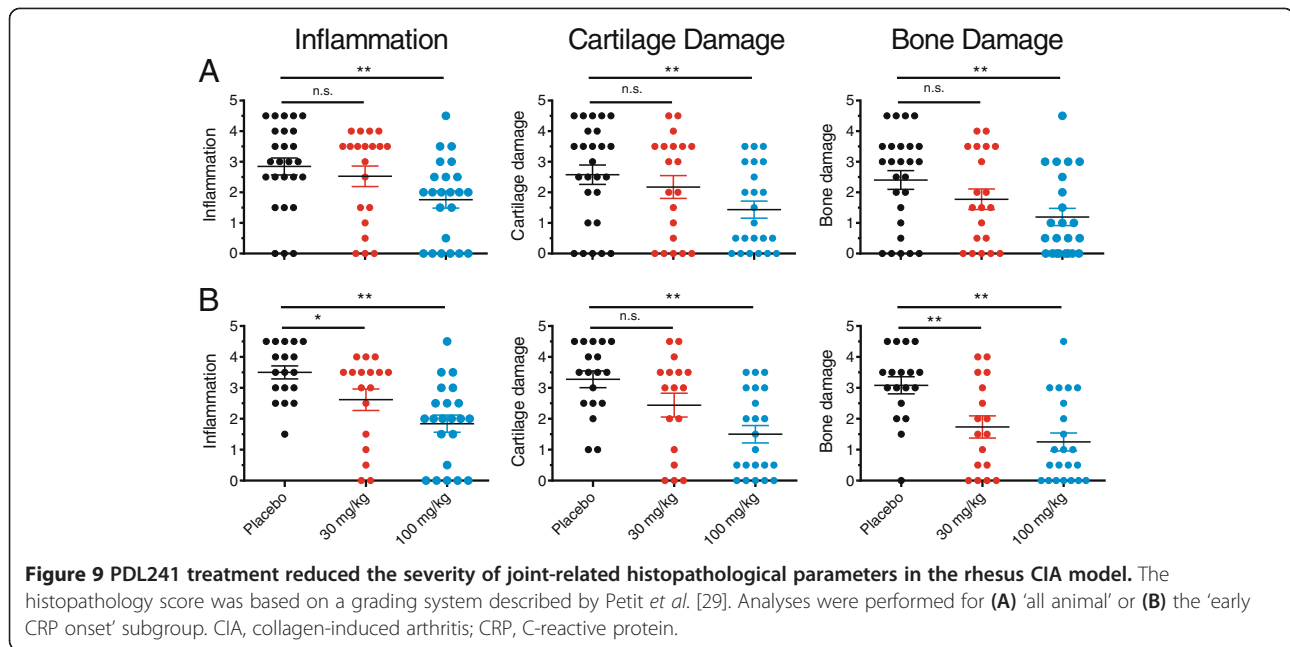 Inflammation Cartilage Damage Bone Damage
A
** ** **
n.s. n.s. n.s.
Inflammation
5
4
3
2
1
0
Cartilage damage
5
4
3
2
1
0
Bone damage
5
4
3
2
1
0
B
** ** **
* n.s. **
Inflammation
5
4
3
2
1
0
Placebo 30 mg/kg 100 mg/kg
Cartilage damage
5
4
3
2
1
0
Placebo 30 mg/kg 100 mg/kg
Bone damage
5
4
3
2
1
0
Placebo 30 mg/kg 100 mg/kg
Figure 9 PDL241 treatment reduced the severity of joint-related histopathological parameters in the rhesus CIA model. The
histopathology score was based on a grading system described by Petit et al. [29]. Analyses were performed for (A) ‘all animal’ or (B) the ‘early
CRP onset’ subgroup. CIA, collagen-induced arthritis; CRP, C-reactive protein.